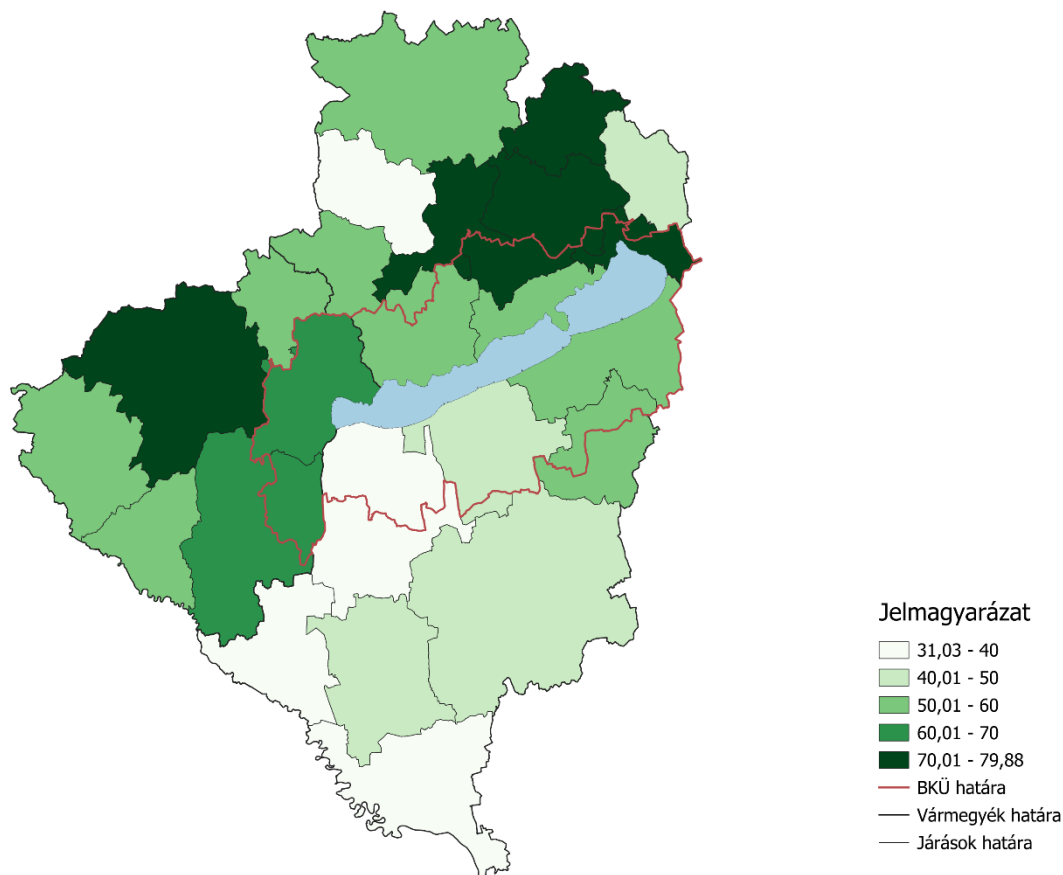 Jelmagyarázat
31,03 - 40
40,01 - 50
50,01 - 60
60,01 - 70
70,01 - 79,88
BKÜ határa
Vármegyék határa
Járások határa